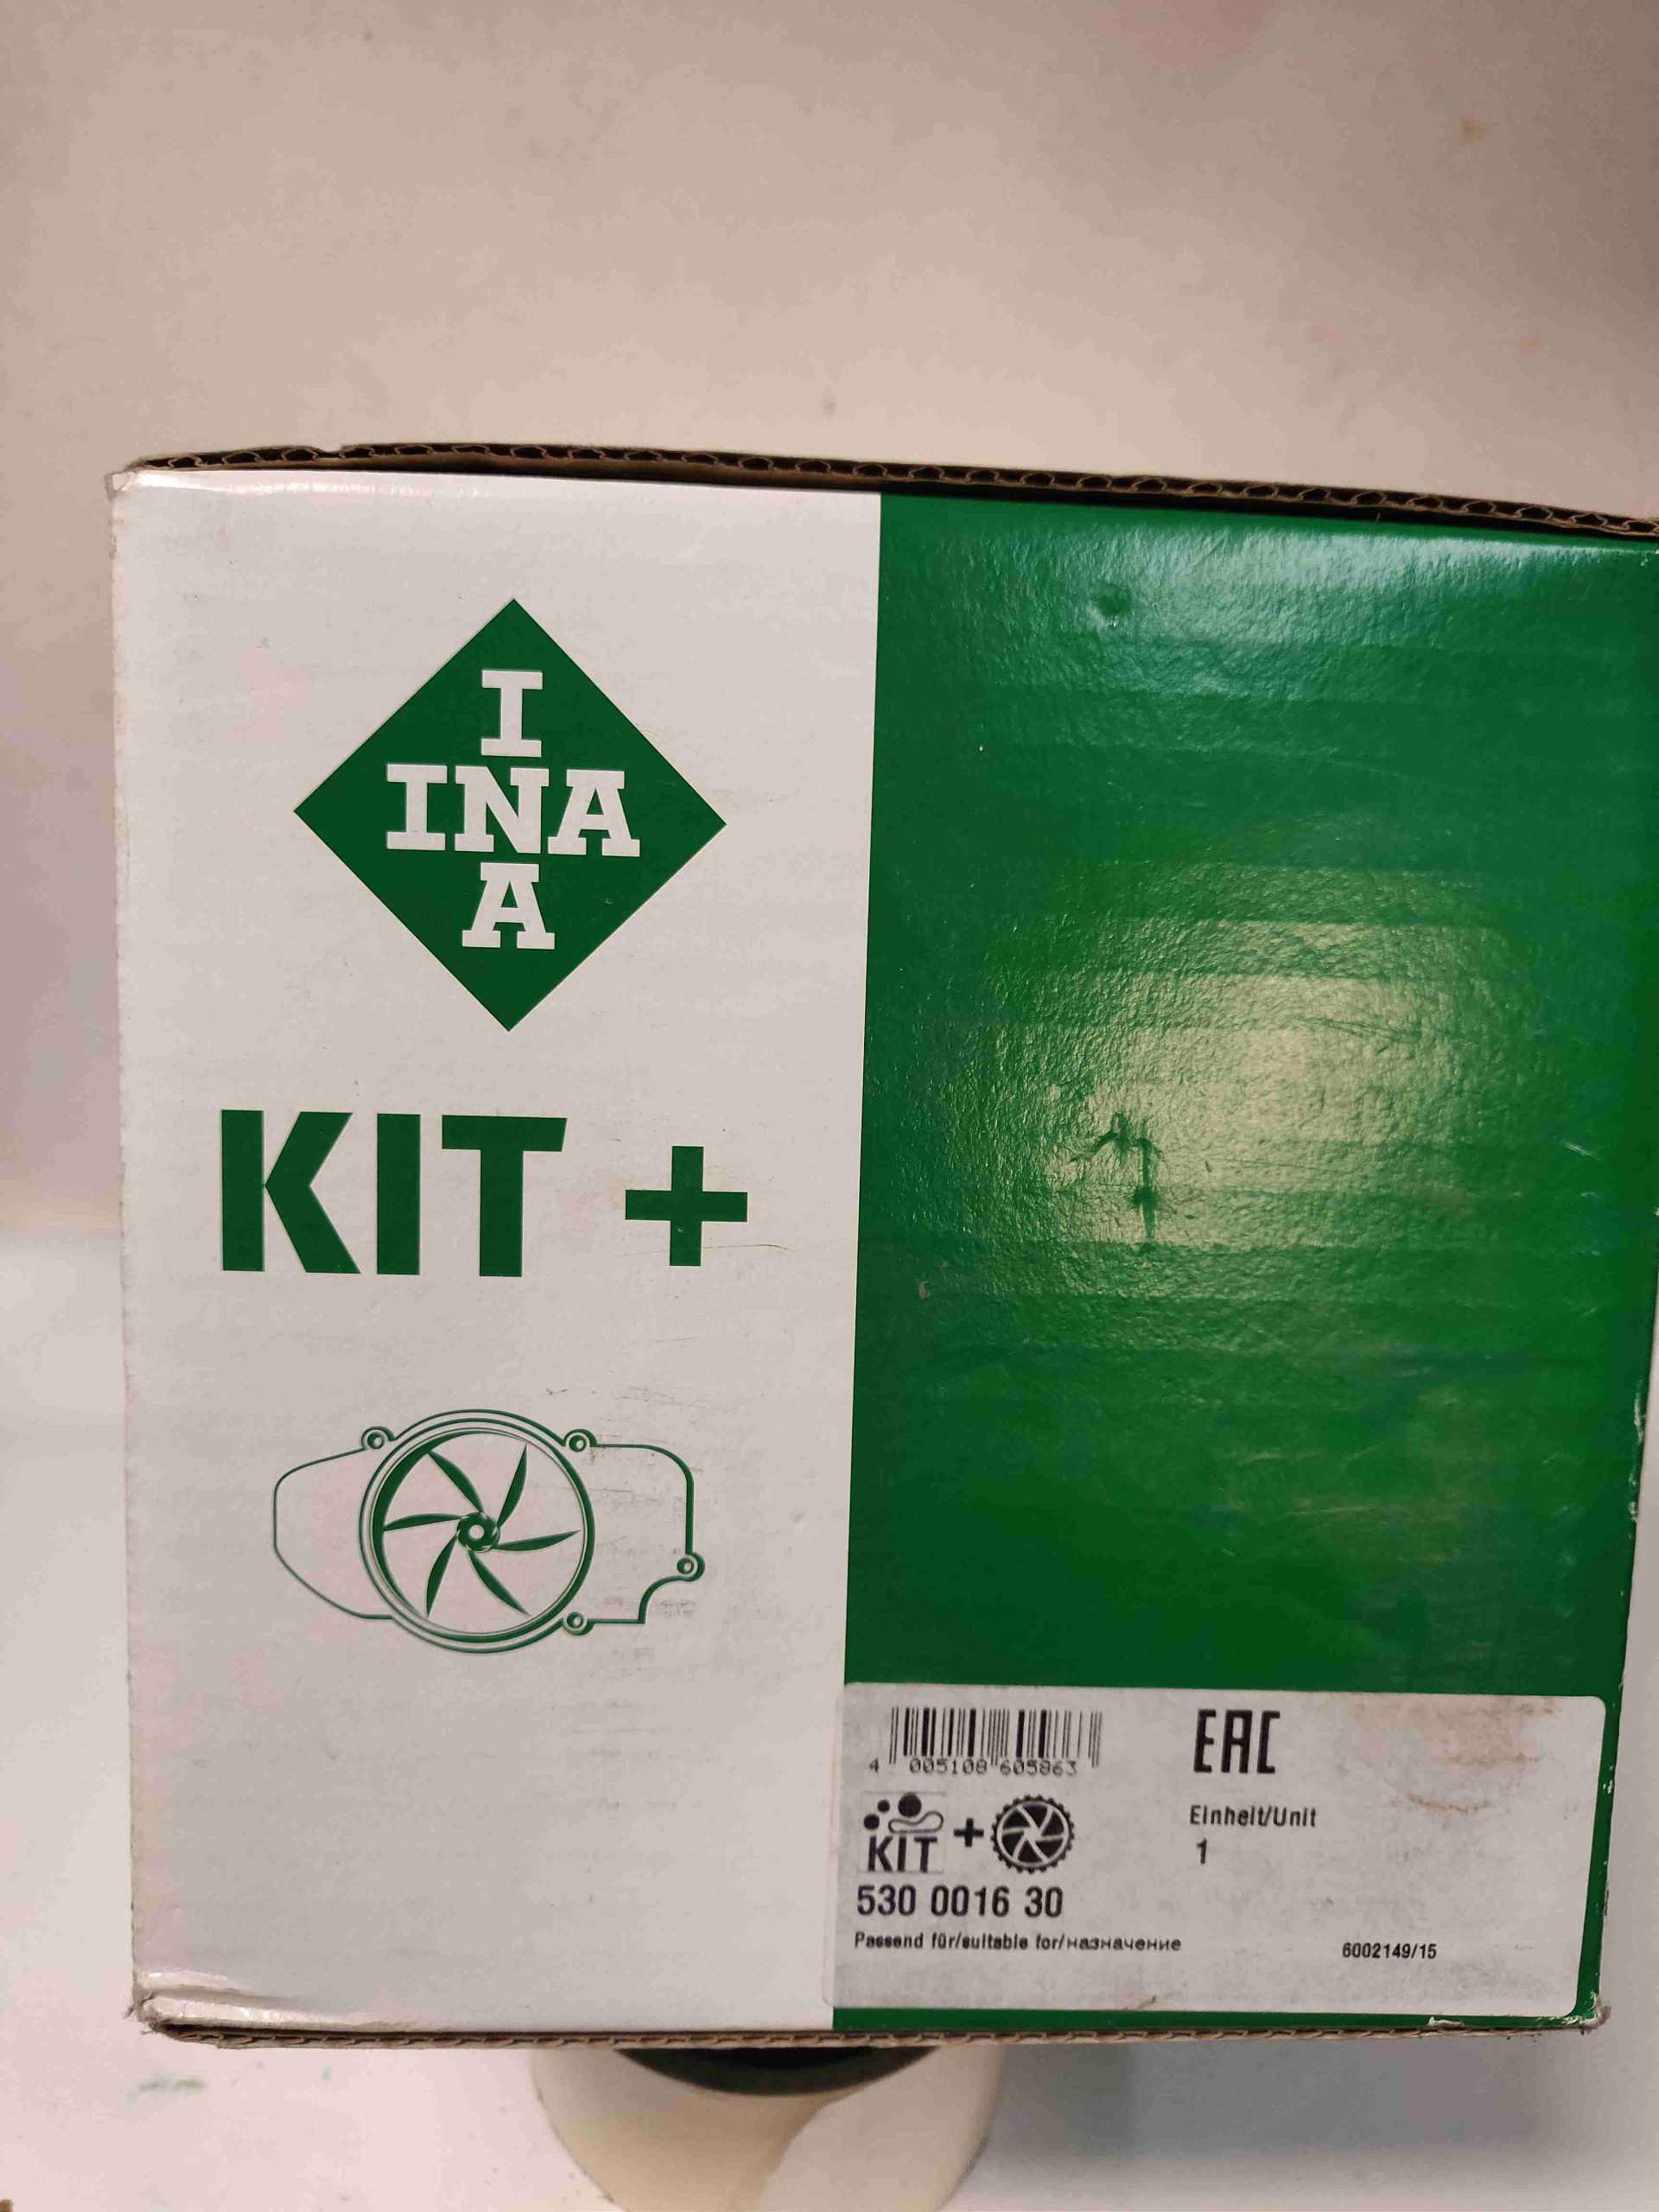 I
INA
A
KIT +
4 005108 605863
EAC
KIT +
Einheit/Unit
1
530 0016 30
Passend für/suitable for/назначение
6002149/15